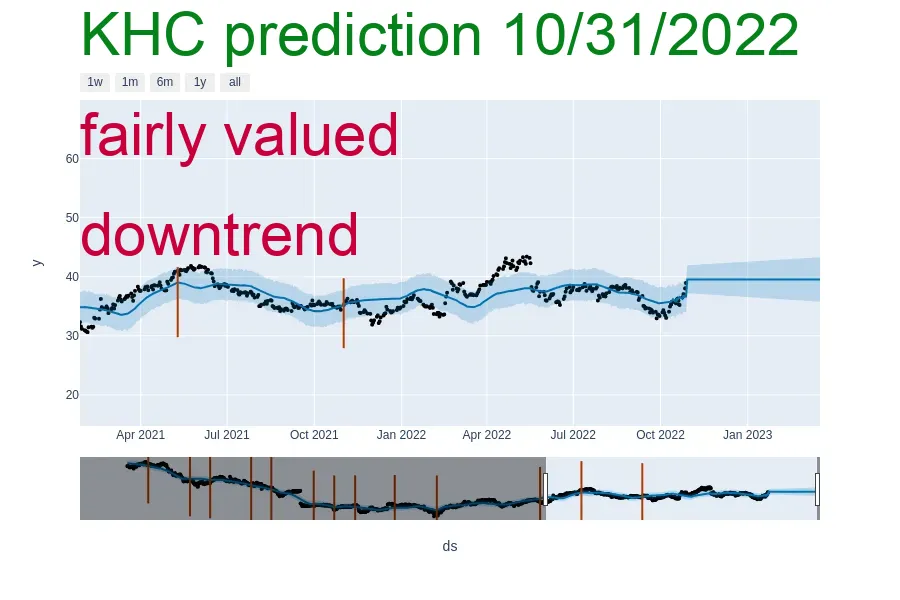 KHC prediction 10/31/2022
1w 1m 6m 1y all
fairly valued
60
50
downtrend
y
40
30
20
Apr 2021 Jul 2021 Oct 2021 Jan 2022 Apr 2022 Jul 2022 Oct 2022 Jan 2023
ds